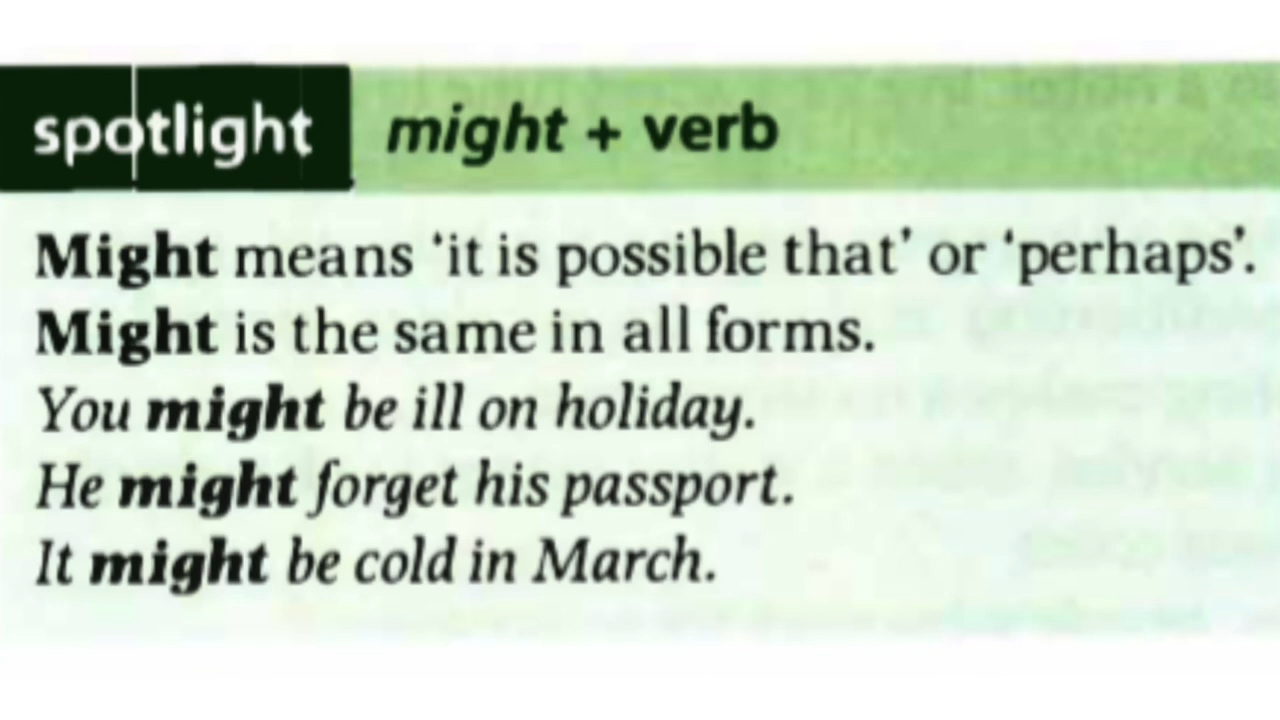 spotlight might + verb
Might means ‘it is possible that’ or ‘perhaps’.
Might is the same in all forms.
You might be ill on holiday.
He might forget his passport.
It might be cold in March.